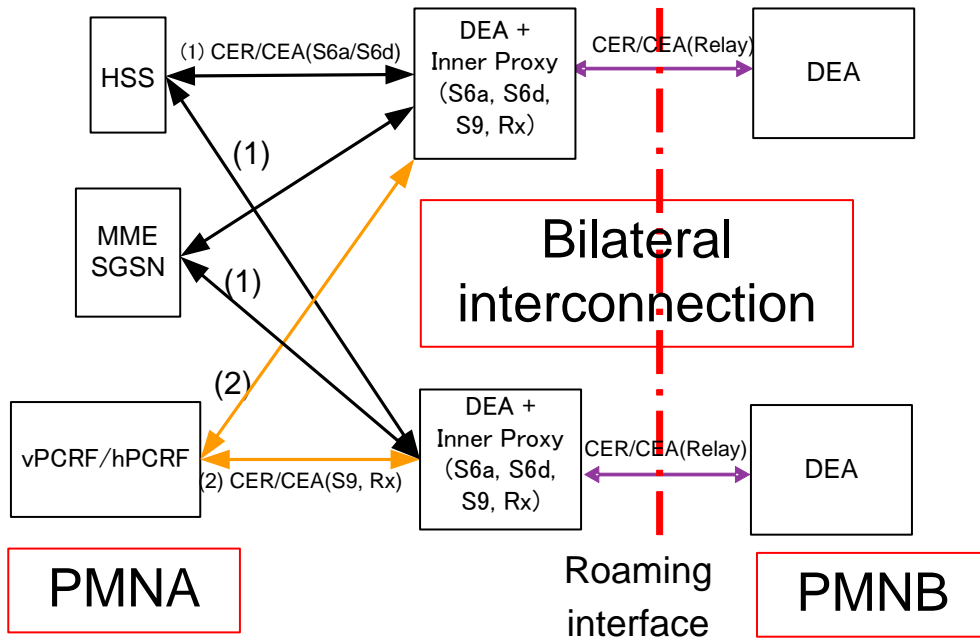 HSS
(1) CER/CEA(S6a/S6d)
DEA +
Inner Proxy
(S6a, S6d,
S9, Rx)
CER/CEA(Relay)
DEA
(1)
MME
SGSN
(1)
Bilateral
interconnection
(2)
vPCRF/hPCRF
(2) CER/CEA(S9, Rx)
DEA +
Inner Proxy
(S6a, S6d,
S9, Rx)
CER/CEA(Relay)
DEA
PMNA
Roaming
interface
PMNB